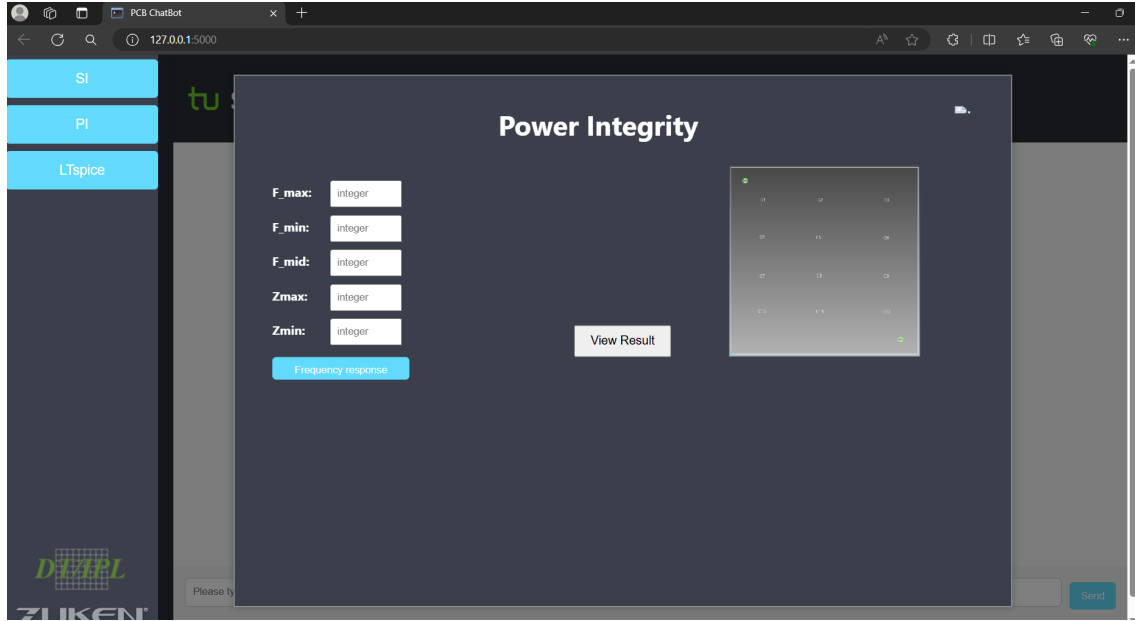 PCB ChatBot
127.0.0.1:5000
SI
PI
LTspice
tu
Power Integrity
F_max:
integer
F_min:
integer
F_mid:
integer
Zmax:
integer
Zmin:
integer
Frequency response
View Result
Please ty
Send
DTAPL
ZUKEN